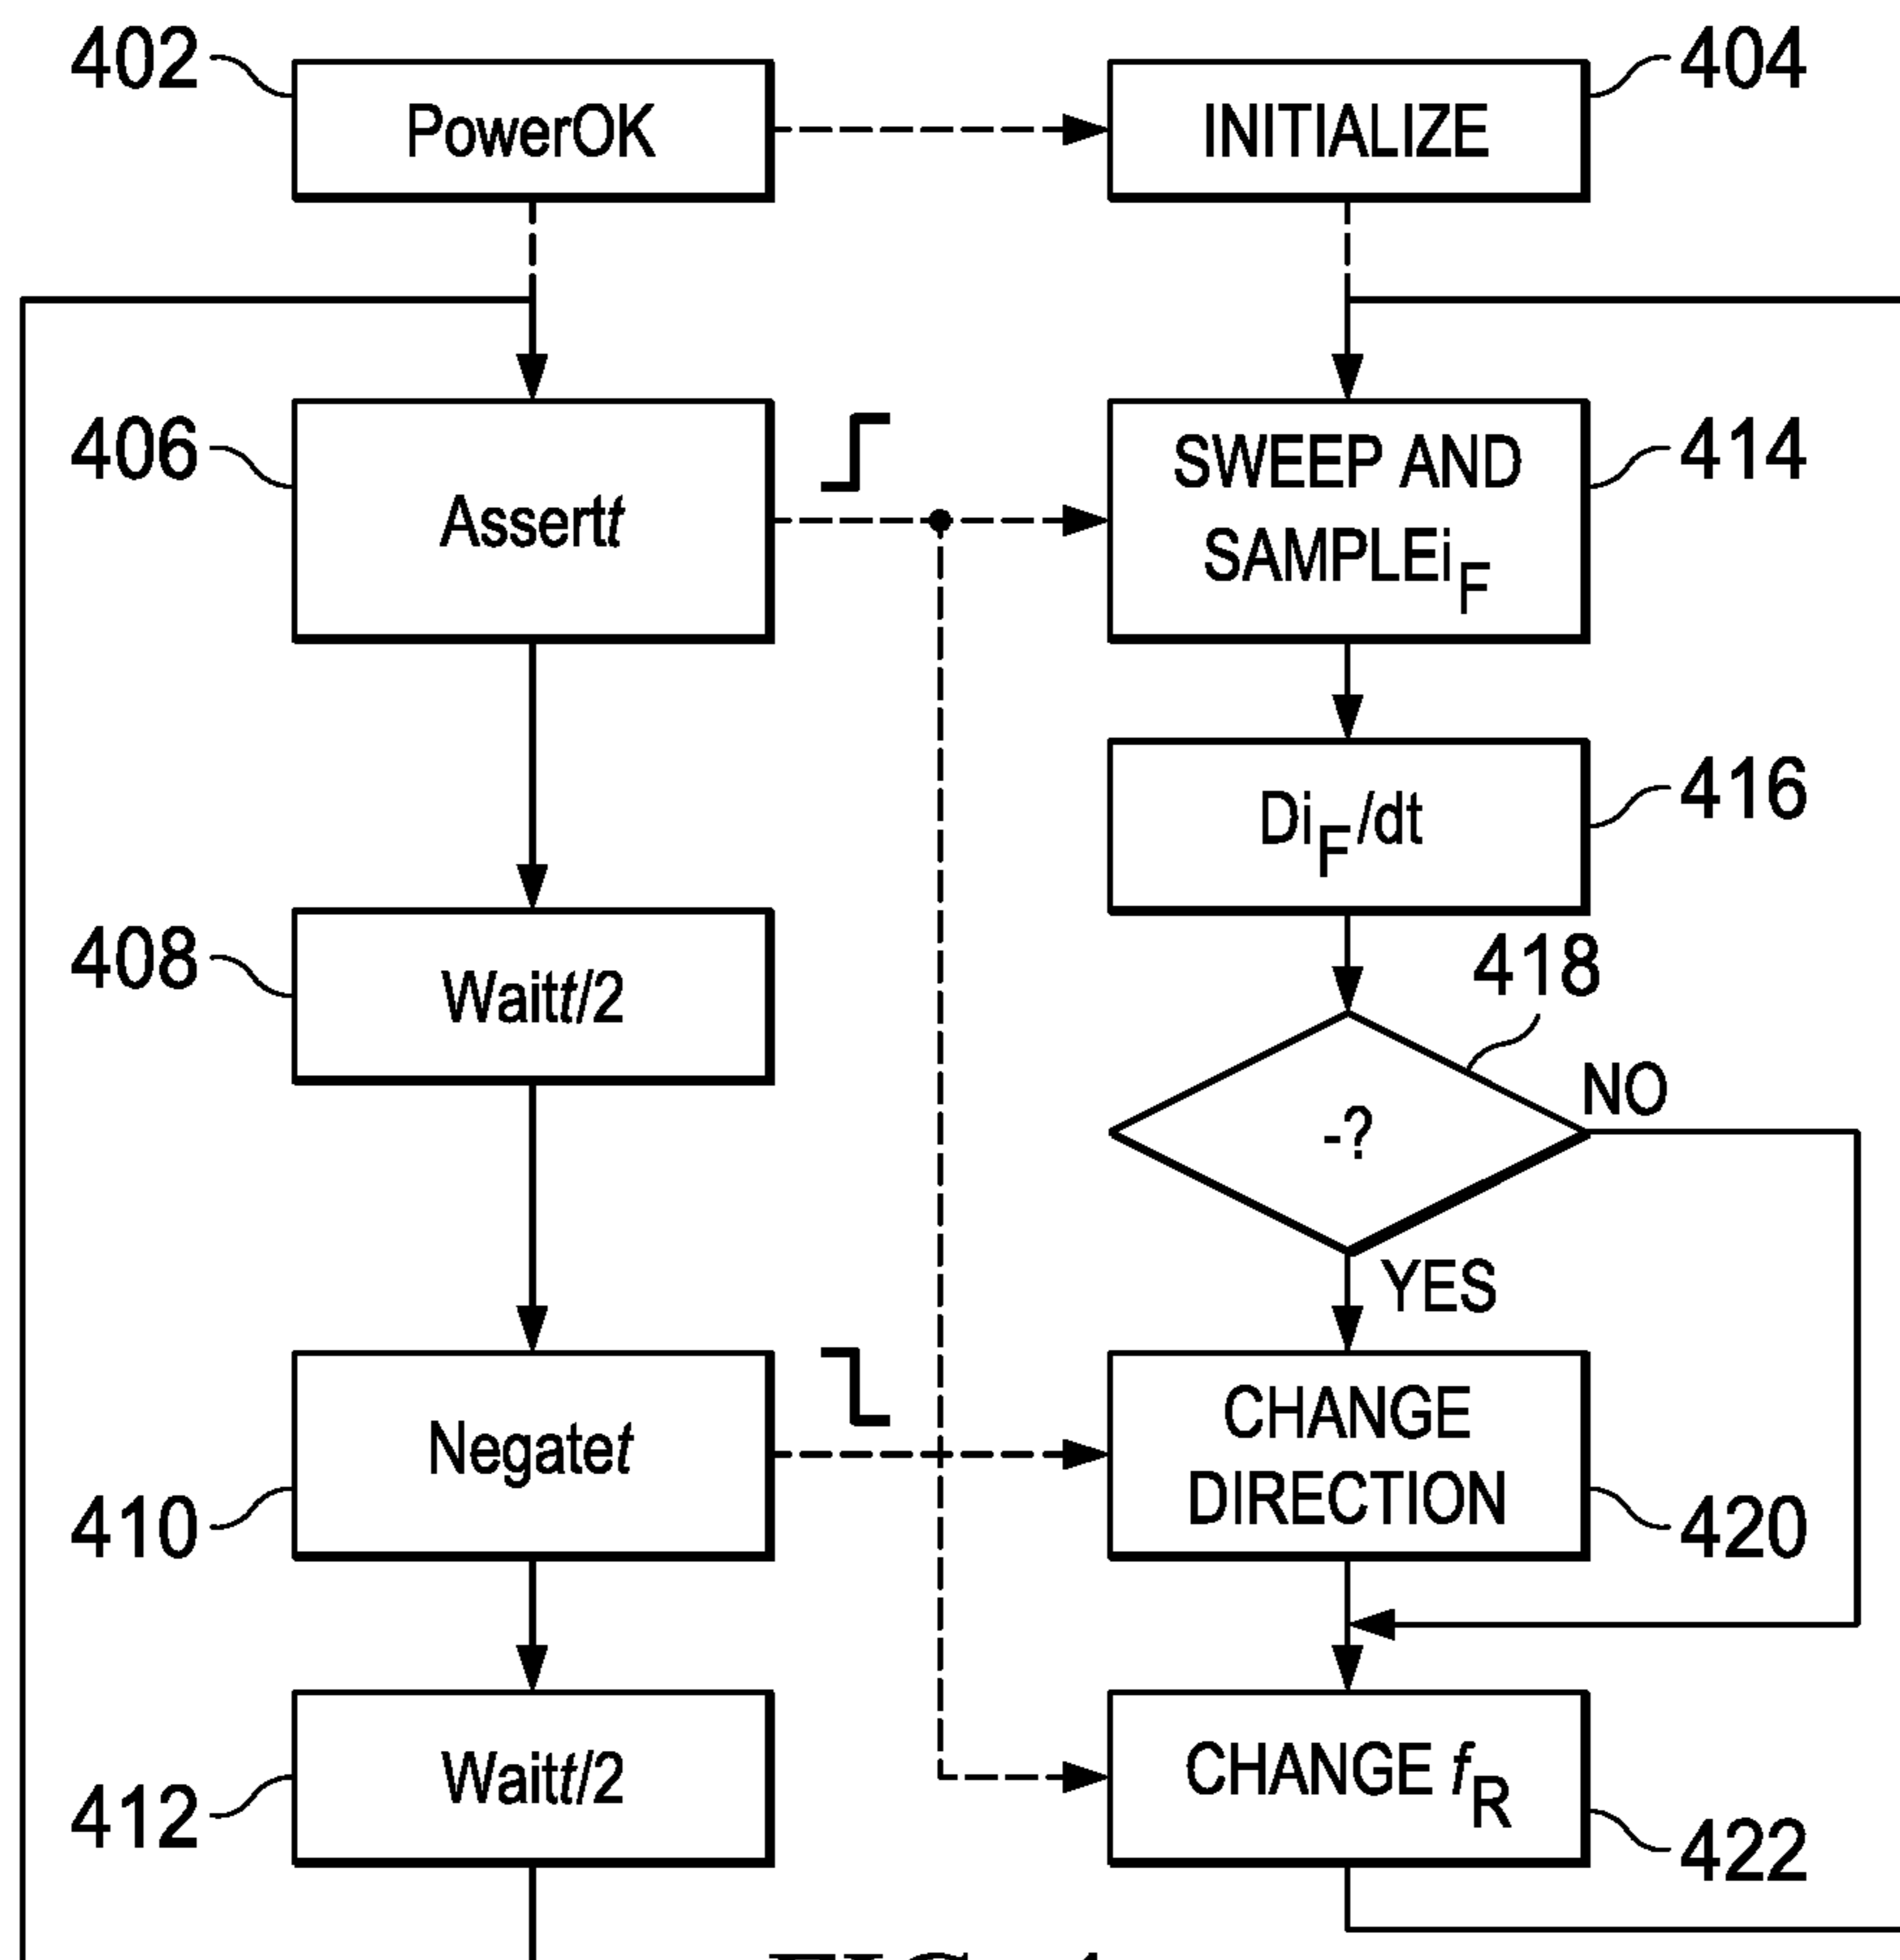 402
PowerOK
INITIALIZE
404
406
Assertt
SWEEP AND
SAMPLEiF
414
DiF/dt
416
408
Waitt/2
418
-?
NO
YES
410
Negatet
CHANGE
DIRECTION
420
412
Waitt/2
CHANGE fR
422